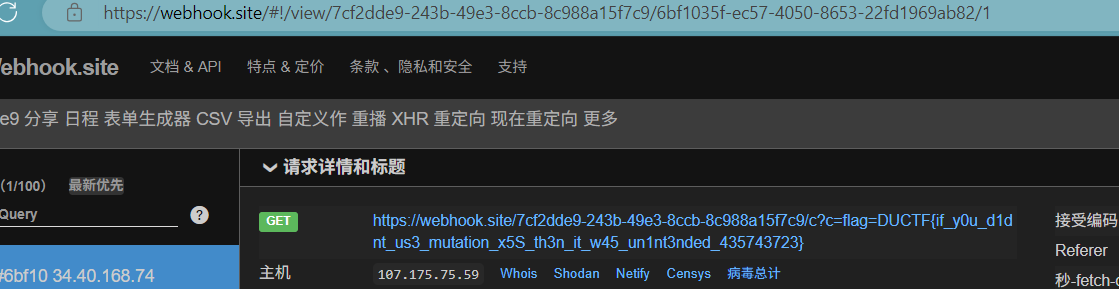 https://webhook.site/#!/view/7cf2dde9-243b-49e3-8ccb-8c988a15f7c9/6bf1035f-ec57-4050-8653-22fd1969ab82/1
ebhook.site 文档 & API 特点 & 定价 条款 、隐私和安全 支持
e9 分享 日程 表单生成器 CSV 导出 自定义作 重播 XHR 重定向 现在重定向 更多
(1/100) 最新优先
Query ?
#6bf10 34.40.168.74
请求详情和标题
GET https://webhook.site/7cf2dde9-243b-49e3-8ccb-8c988a15f7c9/c?c=flag=DUCTF{if_y0u_d1d
nt_us3_mutation_x5S_th3n_it_w45_un1nt3nded_435743723}
主机 107.175.75.59 Whois Shodan Netify Censys 病毒总计
接受编码
Referer
秒-fetch-